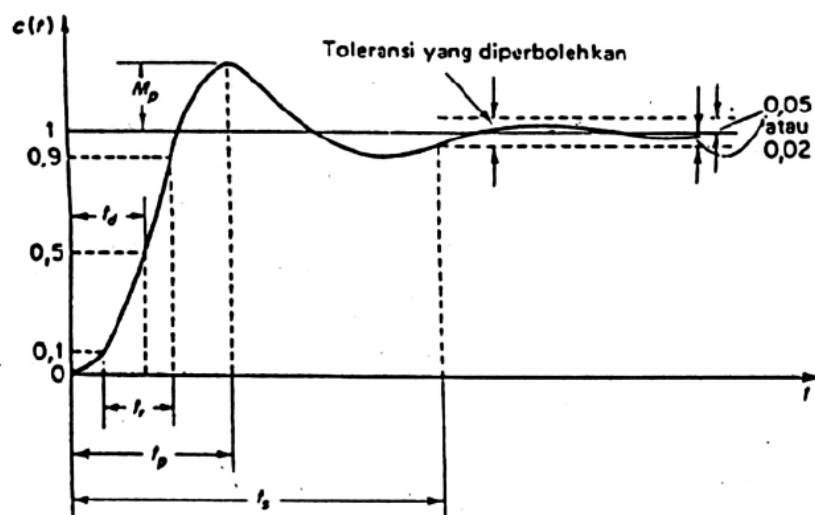 c(t)
Toleransi yang diperbolehkan
M_p
1
0,05
atau
0,02
0,9
t_d
0,5
0,1
0
t
t_r
t_p
t_s